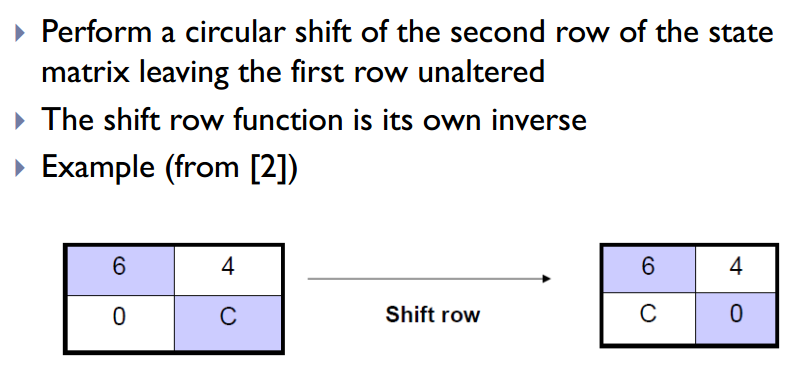 Perform a circular shift of the second row of the state
matrix leaving the first row unaltered
The shift row function is its own inverse
Example (from [2])
6 4
0 C
Shift row
6 4
C 0